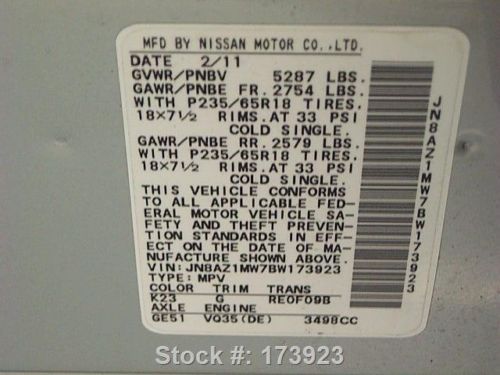 MFD BY NISSAN MOTOR CO.,LTD.
DATE 2/11
GVWR/PNBV 5287 LBS.
GAWR/PNBE FR. 2754 LBS.
WITH P235/65R18 TIRES.
18X7½ RIMS.AT 33 PSI
COLD SINGLE.
GAWR/PNBE RR. 2579 LBS.
WITH P235/65R18 TIRES.
18X7½ RIMS.AT 33 PSI
COLD SINGLE.
THIS VEHICLE CONFORMS
TO ALL APPLICABLE FED-
ERAL MOTOR VEHICLE SA-
FETY AND THEFT PREVEN-
TION STANDARDS IN EFF-
ECT ON THE DATE OF MA-
NUFACTURE SHOWN ABOVE.
VIN:JN8AZ1MW7BW173923
TYPE:MPV
COLOR TRIM TRANS
K23 G RE0F09B
AXLE ENGINE
GE51 VQ35(DE) 3498CC
JN8AZ1MW7BW173923
Stock #: 173923